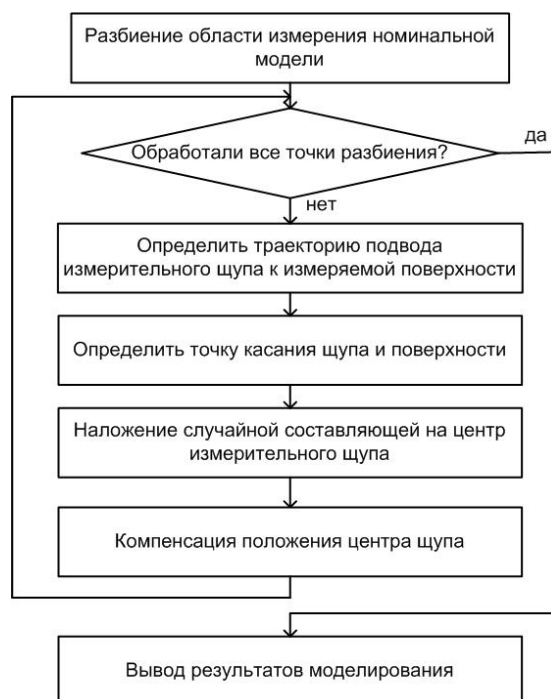 Разбиение области измерения номинальной
модели
да
Обработали все точки разбиения?
нет
Определить траекторию подвода
измерительного щупа к измеряемой поверхности
Определить точку касания щупа и поверхности
Наложение случайной составляющей на центр
измерительного щупа
Компенсация положения центра щупа
Вывод результатов моделирования